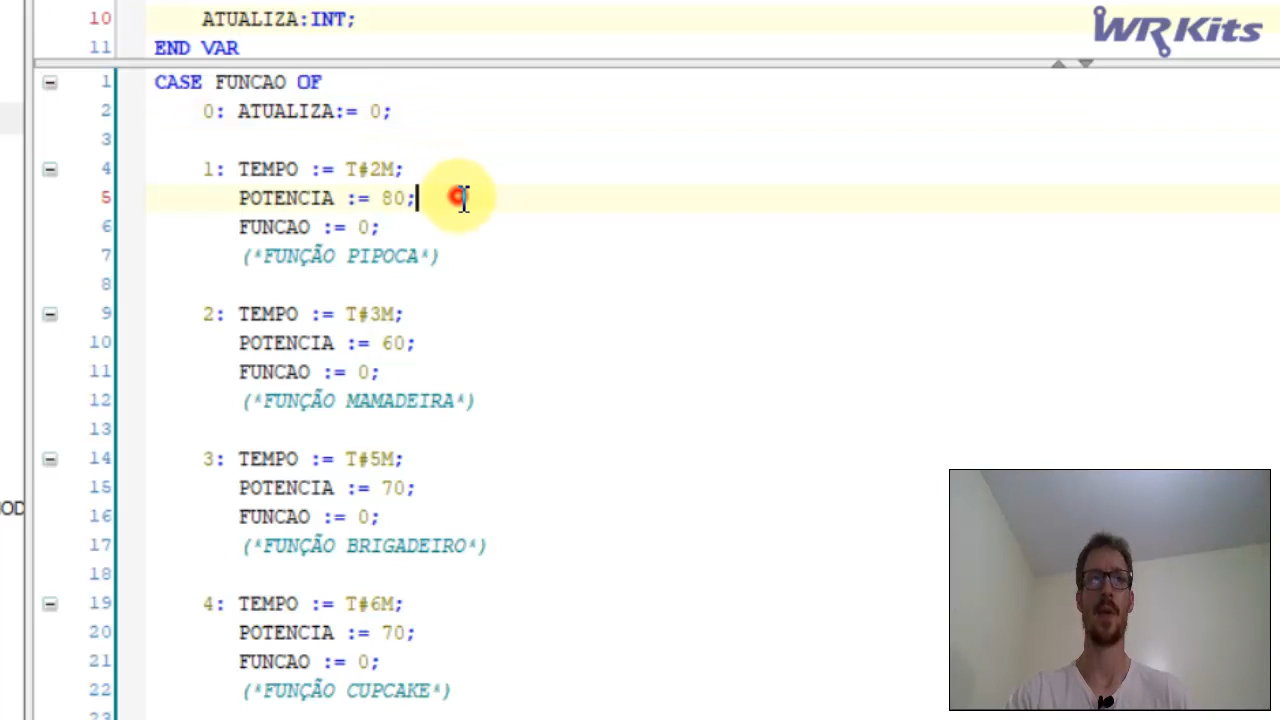 WR Kits
10 ATUALIZA:INT;
11 END VAR
1 CASE FUNCAO OF
2 0: ATUALIZA:= 0;
3
4 1: TEMPO := T#2M;
5 POTENCIA := 80;
6 FUNCAO := 0;
7 (*FUNÇÃO PIPOCA*)
8
9 2: TEMPO := T#3M;
10 POTENCIA := 60;
11 FUNCAO := 0;
12 (*FUNÇÃO MAMADEIRA*)
13
14 3: TEMPO := T#5M;
15 POTENCIA := 70;
16 FUNCAO := 0;
17 (*FUNÇÃO BRIGADEIRO*)
18
19 4: TEMPO := T#6M;
20 POTENCIA := 70;
21 FUNCAO := 0;
22 (*FUNÇÃO CUPCAKE*)
23